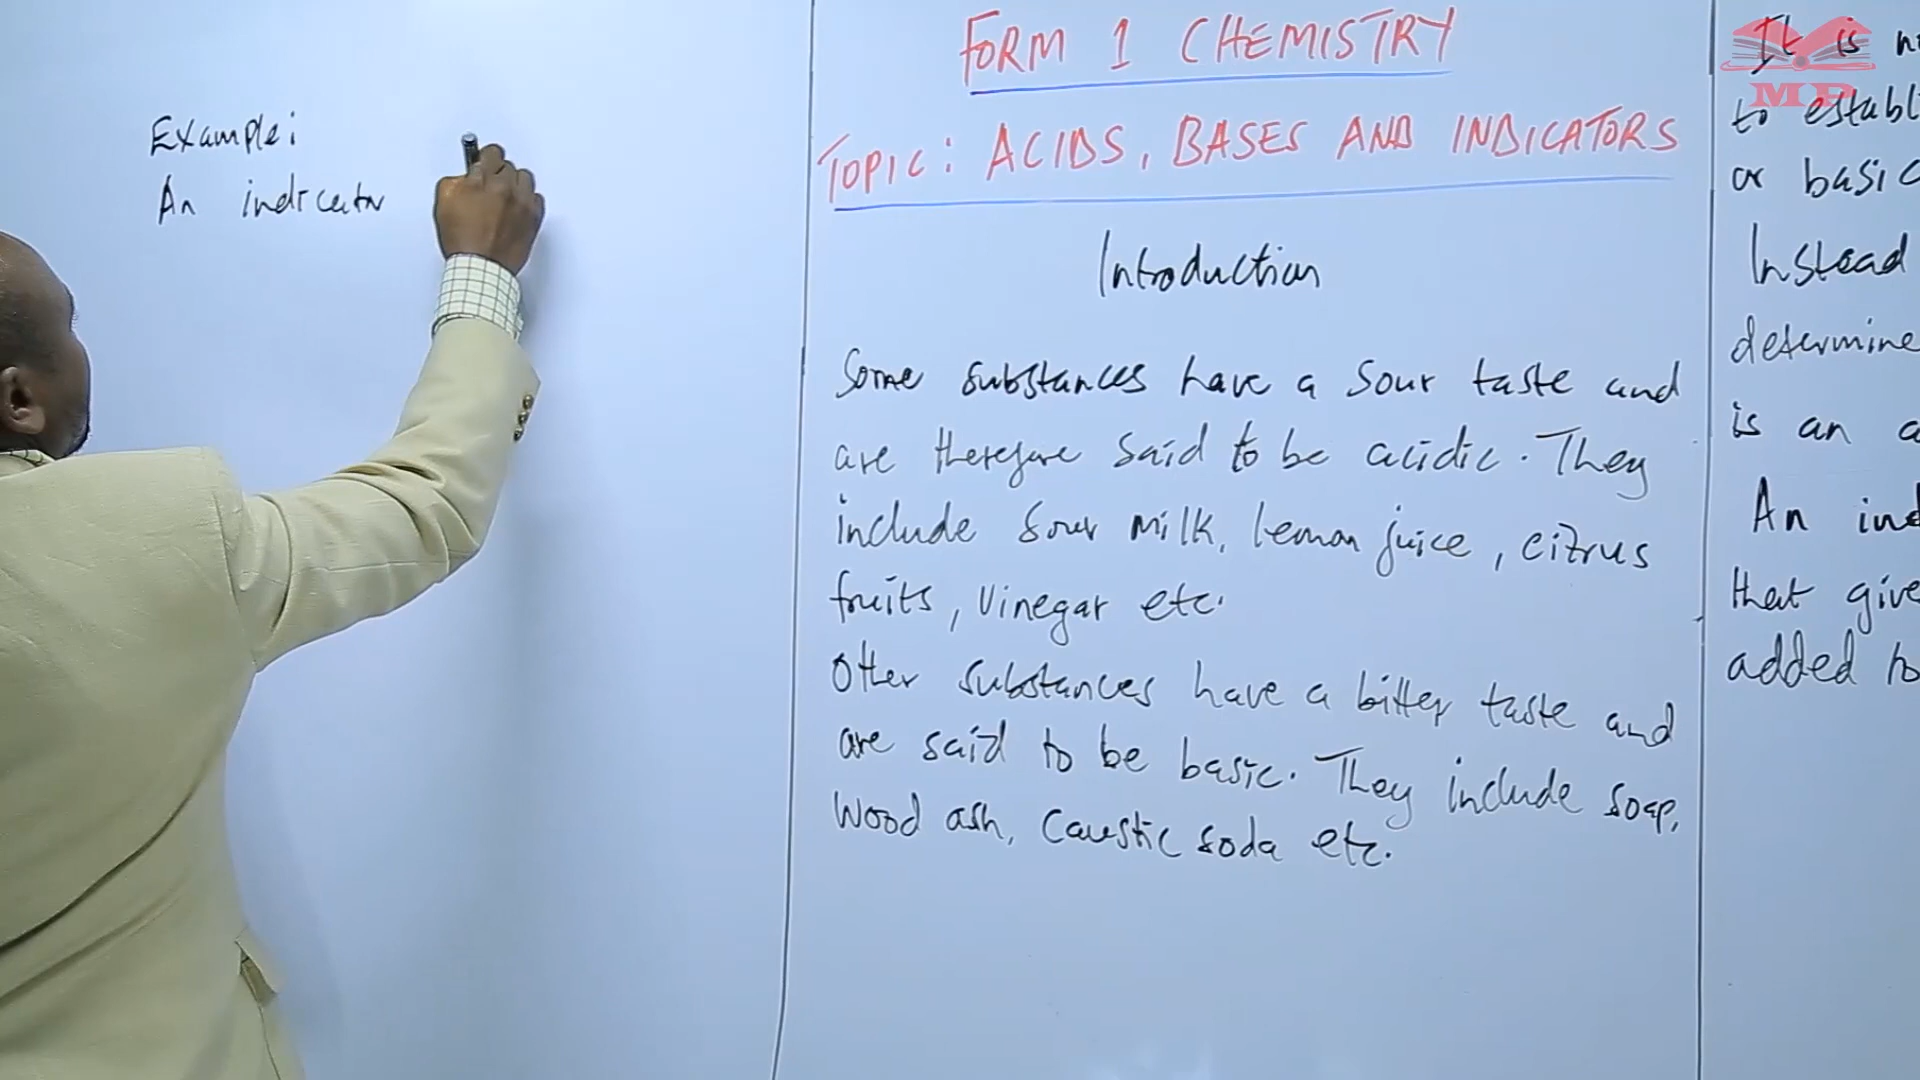 Example:
An indicator
FORM 1 CHEMISTRY
TOPIC: ACIDS, BASES AND INDICATORS
Introduction
Some substances have a sour taste and
are therefore said to be acidic. They
include sour milk, lemon juice, citrus
fruits, vinegar etc.
Other substances have a bitter taste and
are said to be basic. They include soap,
wood ash, caustic soda etc.
It is
to
or basic
Instead
determine
is an
An
that
added to
MP